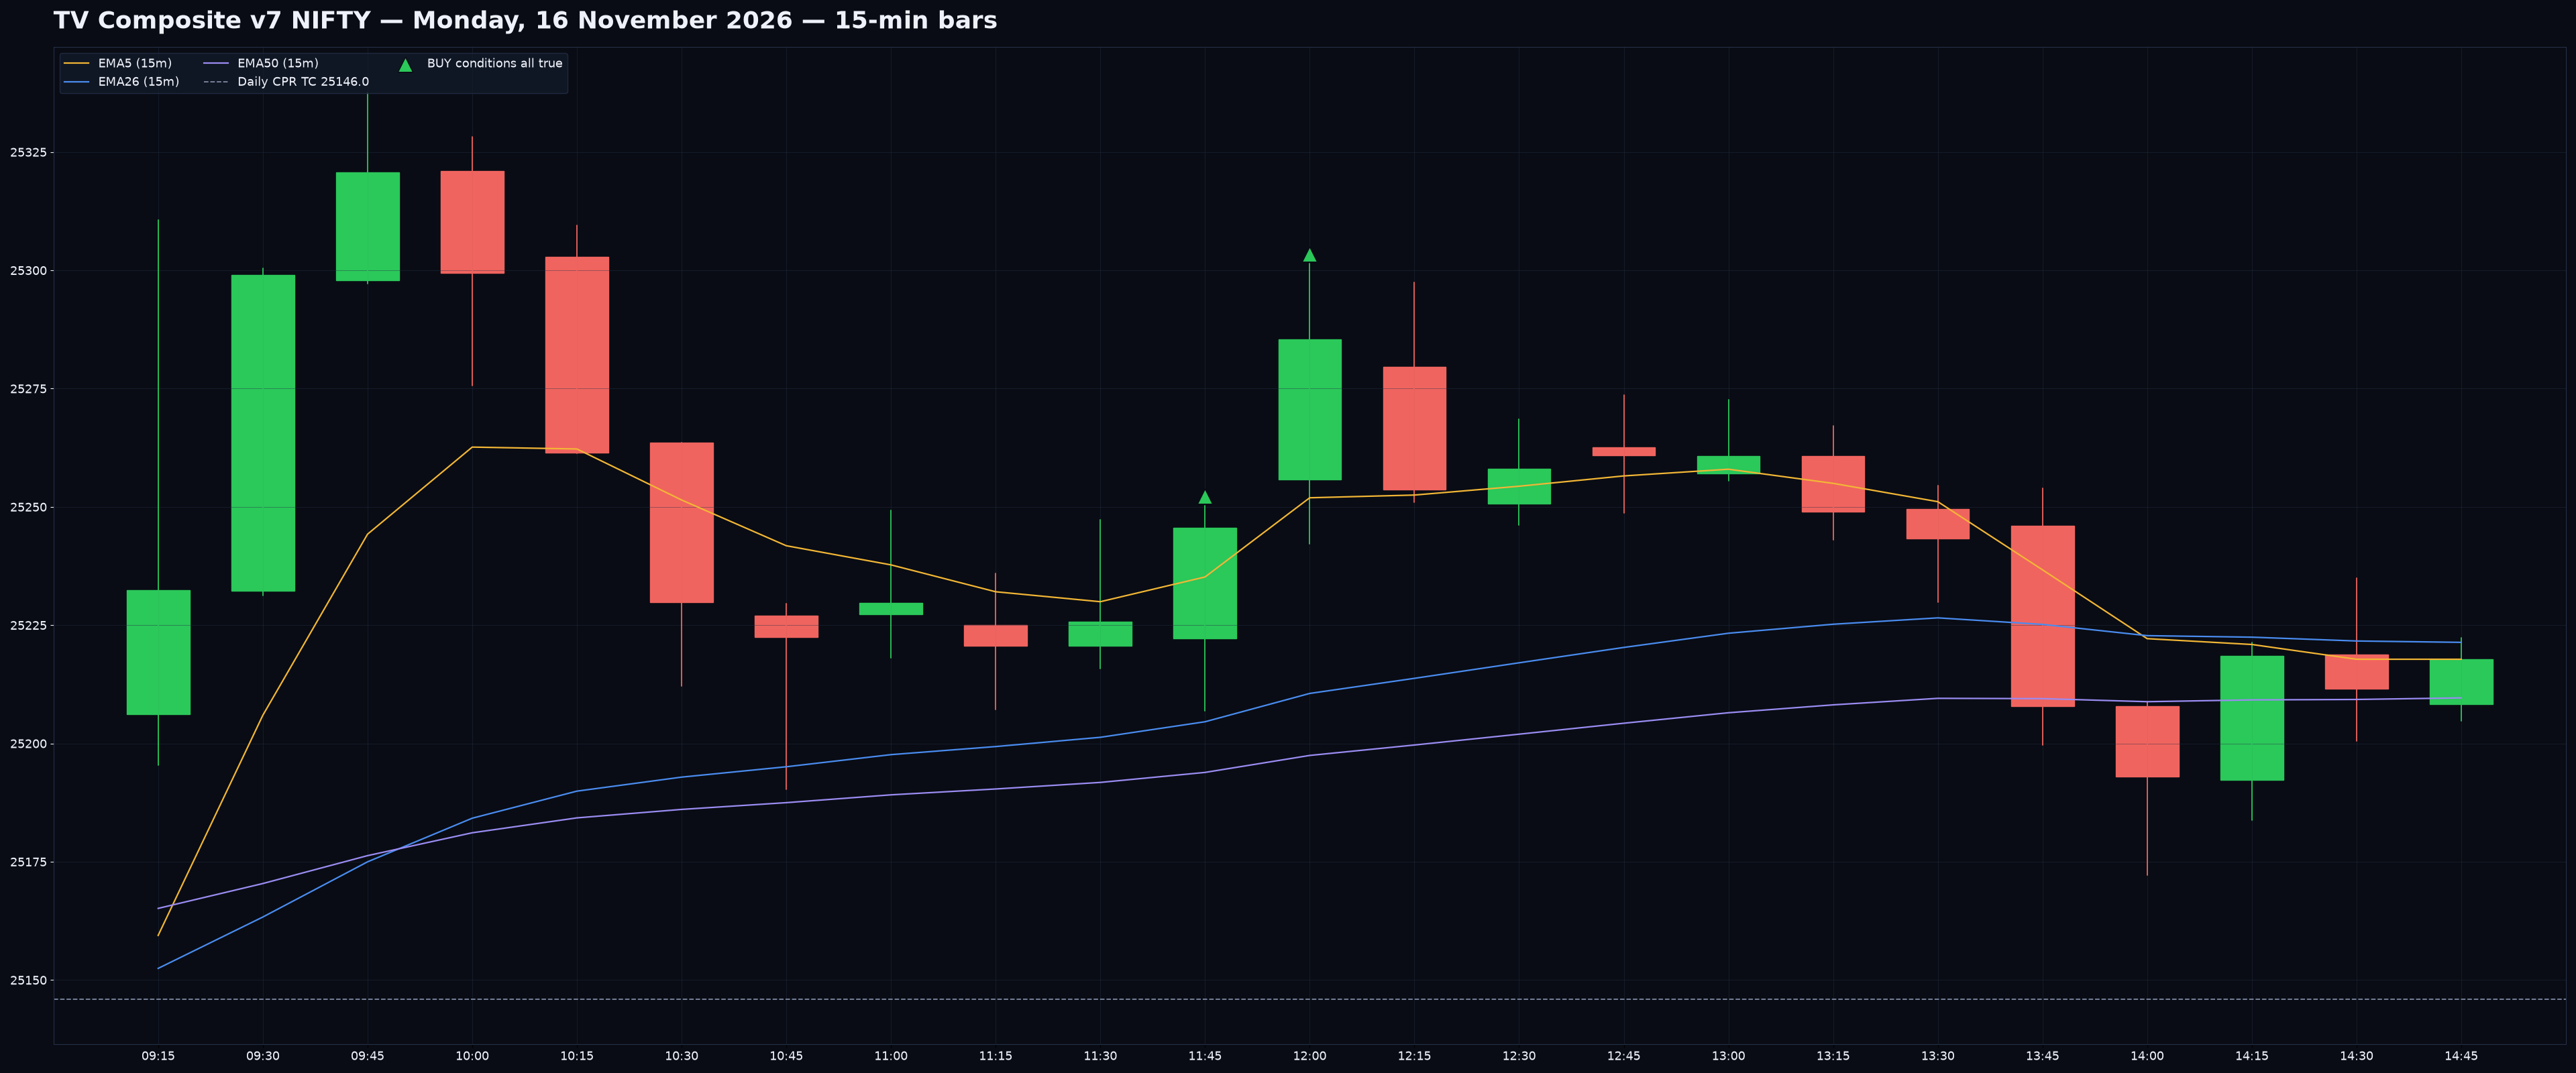 TV Composite v7 NIFTY — Monday, 16 November 2026 — 15-min bars
EMA5 (15m)
EMA26 (15m)
EMA50 (15m)
Daily CPR TC 25146.0
BUY conditions all true
25325
25300
25275
25250
25225
25200
25175
25150
09:15 09:30 09:45 10:00 10:15 10:30 10:45 11:00 11:15 11:30 11:45 12:00 12:15 12:30 12:45 13:00 13:15 13:30 13:45 14:00 14:15 14:30 14:45